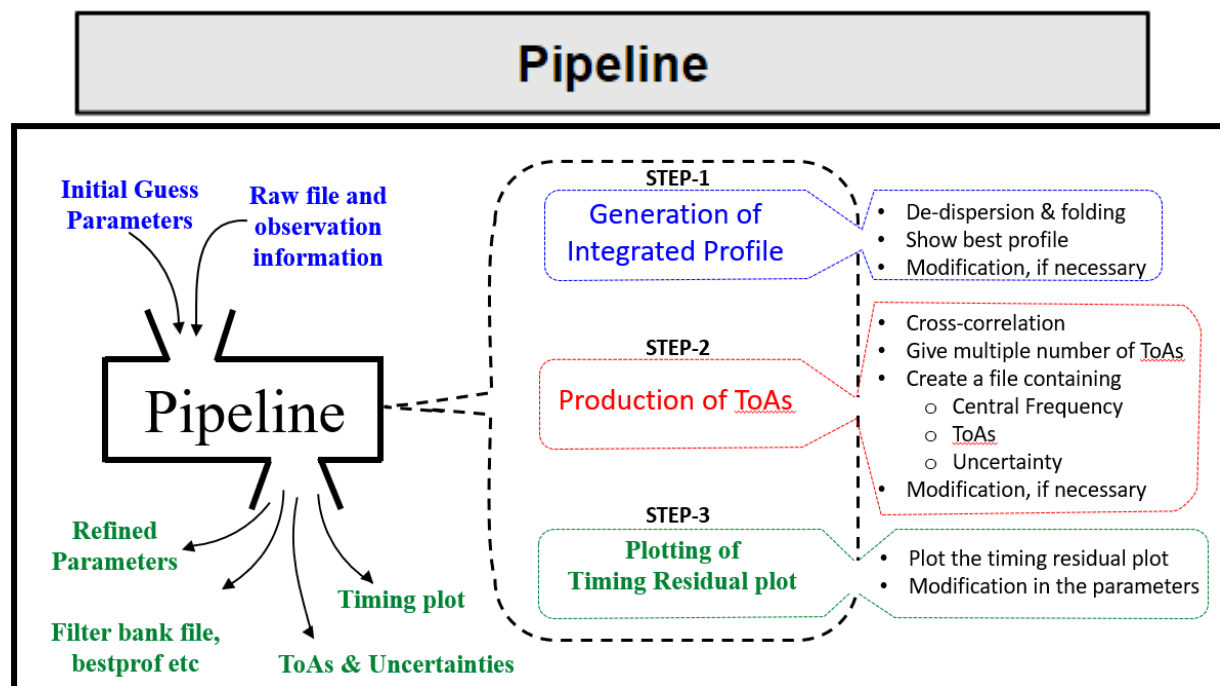 Pipeline
Initial Guess
Parameters
Raw file and
observation
information
Pipeline
Refined
Parameters
Filter bank file,
bestprof etc
ToAs & Uncertainties
Timing plot
STEP-1
Generation of
Integrated Profile
• De-dispersion & folding
• Show best profile
• Modification, if necessary
STEP-2
Production of ToAs
• Cross-correlation
• Give multiple number of ToAs
• Create a file containing
o Central Frequency
o ToAs
o Uncertainty
• Modification, if necessary
STEP-3
Plotting of
Timing Residual plot
• Plot the timing residual plot
• Modification in the parameters